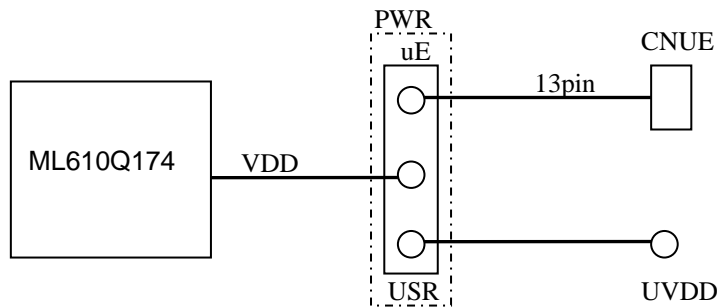 PWR
uE
CNUE
13pin
ML610Q174
VDD
USR
UVDD